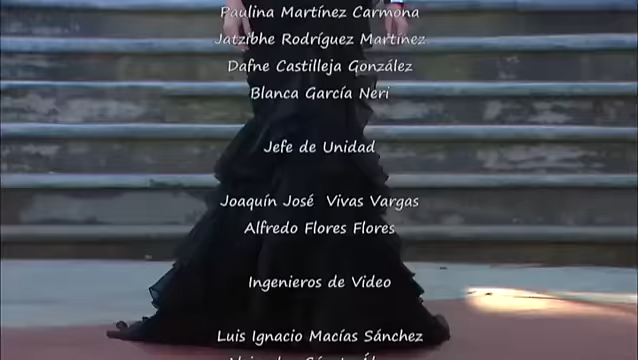 Paulina Martínez Carmona
Jatzibhe Rodríguez Martínez
Dafne Castilleja González
Blanca García Neri
Jefe de Unidad
Joaquín José  Vivas Vargas
Alfredo Flores Flores
Ingenieros de Video
Luis Ignacio Macías Sánchez